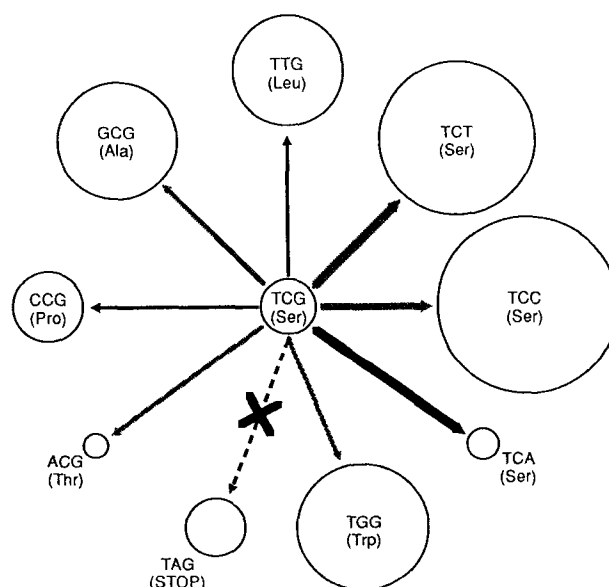 TTG
(Leu)
GCG
(Ala)
TCT
(Ser)
CCG
(Pro)
TCG
(Ser)
TCC
(Ser)
ACG
(Thr)
TCA
(Ser)
TAG
(STOP)
TGG
(Trp)